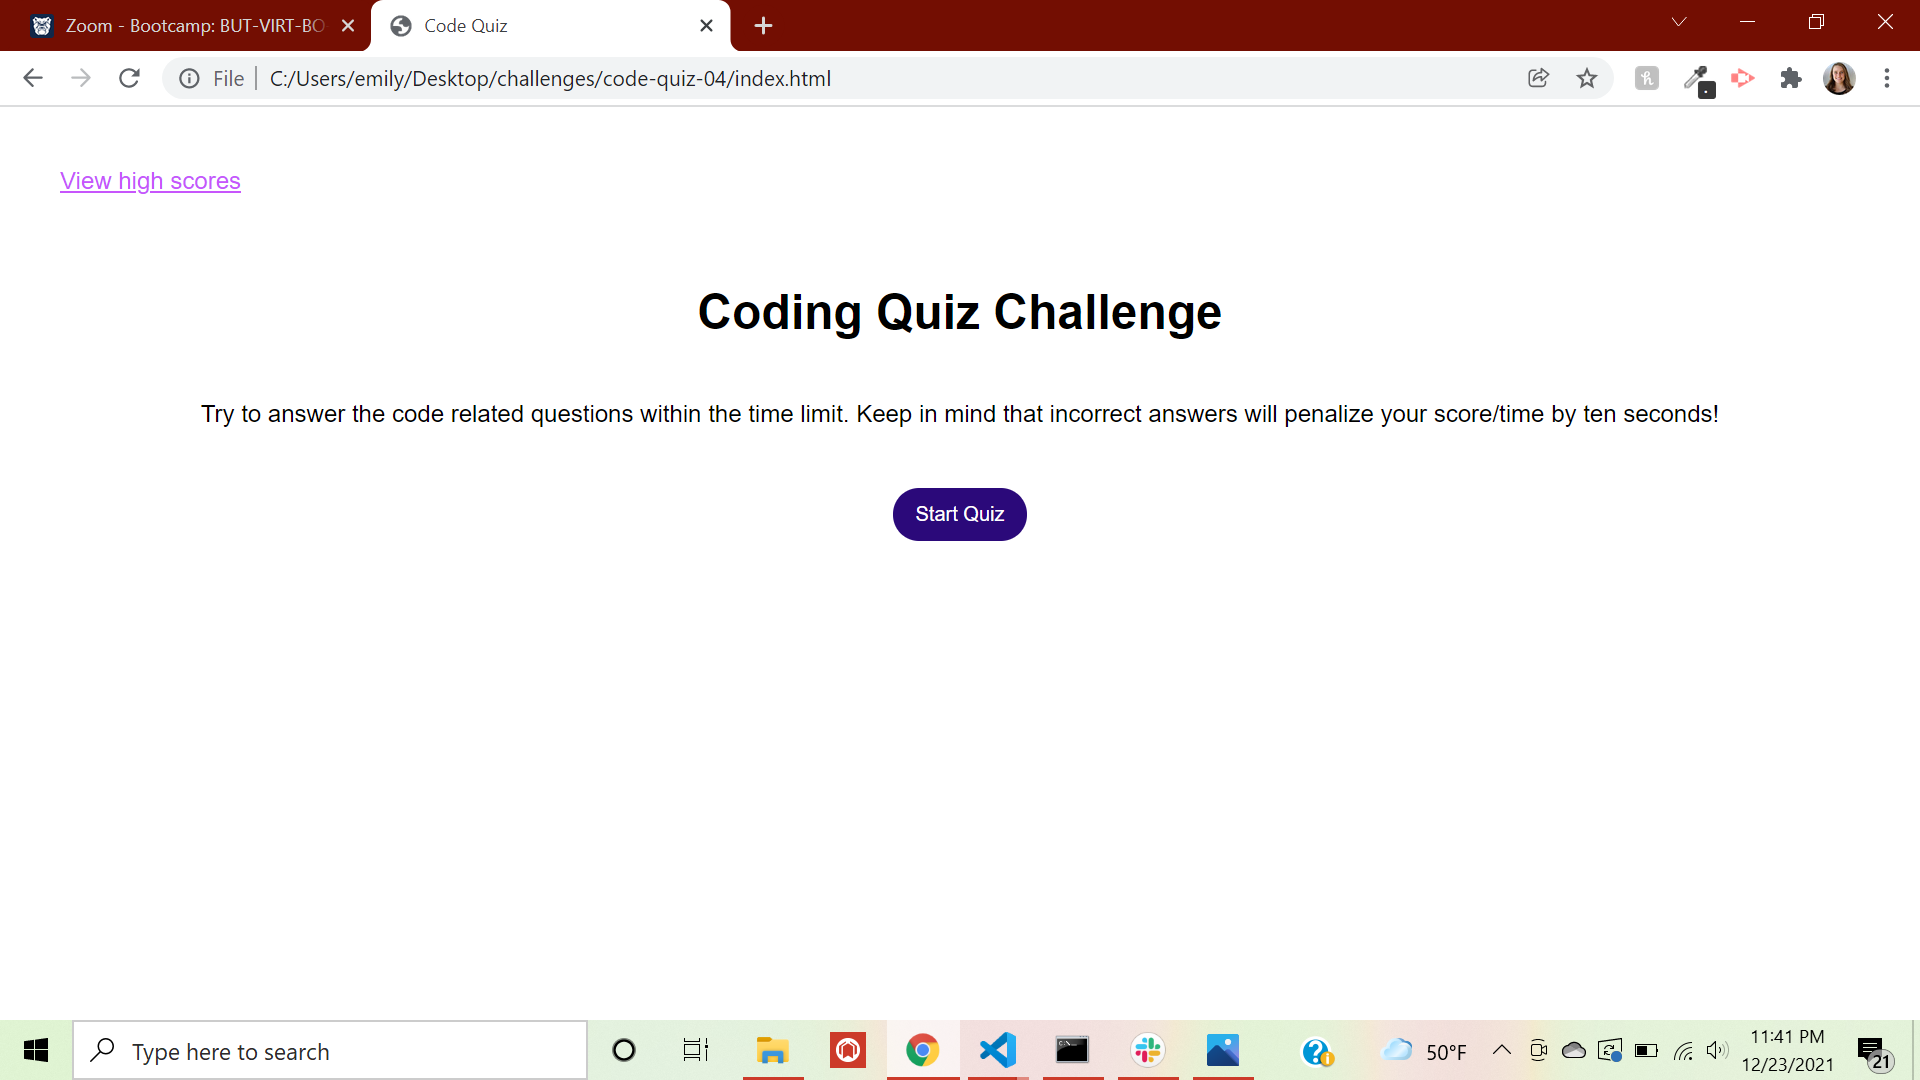 Zoom - Bootcamp: BUT-VIRT-BO
Code Quiz
File
C:/Users/emily/Desktop/challenges/code-quiz-04/index.html
View high scores
Coding Quiz Challenge
Try to answer the code related questions within the time limit. Keep in mind that incorrect answers will penalize your score/time by ten seconds!
Start Quiz
Type here to search
50°F
11:41 PM
12/23/2021
21